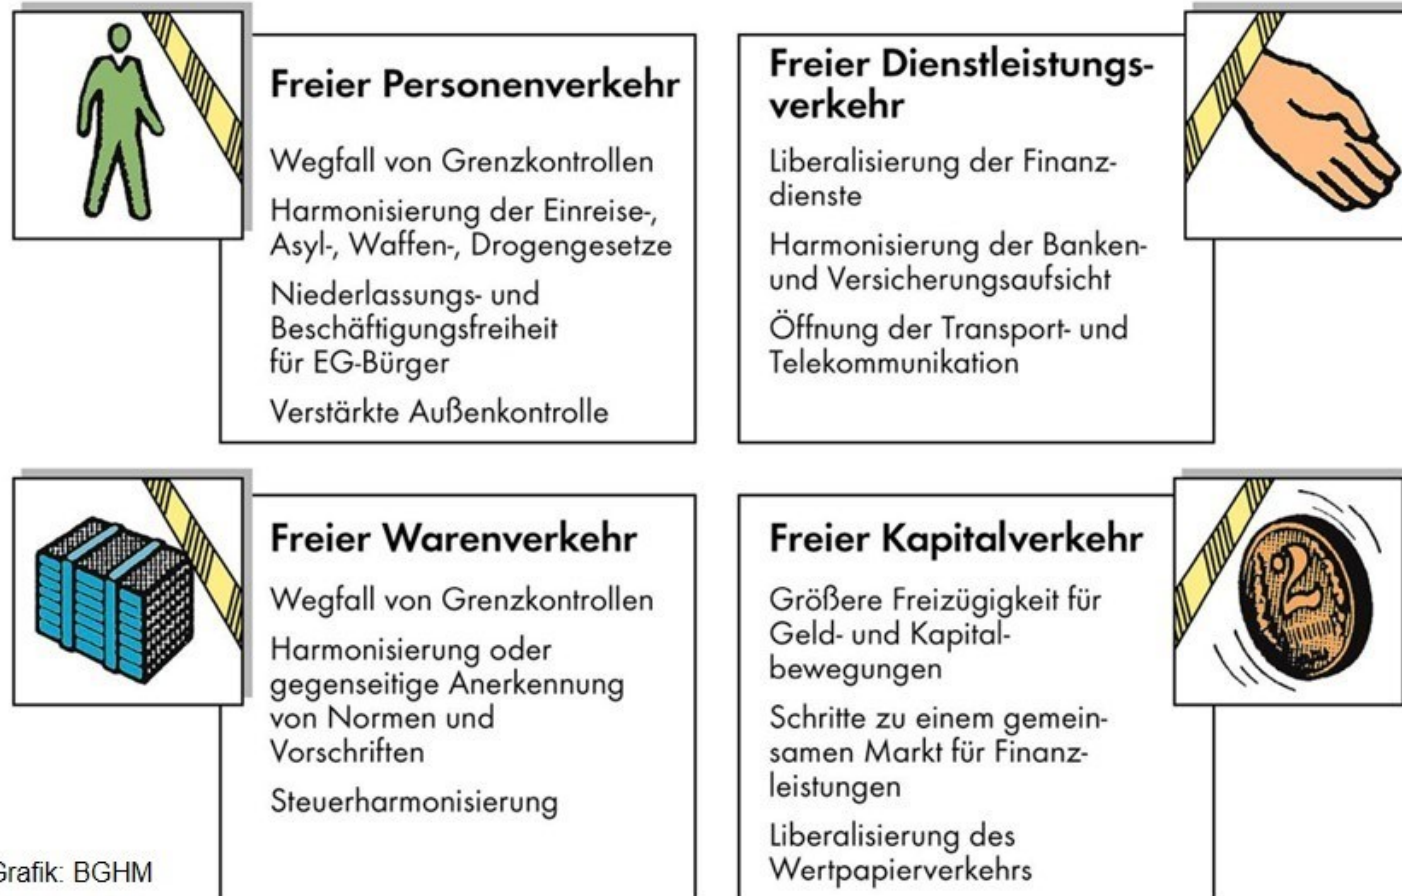 Freier Personenverkehr
Wegfall von Grenzkontrollen
Harmonisierung der Einreise-,
Asyl-, Waffen-, Drogengesetze
Niederlassungs- und
Beschäftigungsfreiheit
für EG-Bürger
Verstärkte Außenkontrolle
Freier Dienstleistungs-
verkehr
Liberalisierung der Finanz-
dienste
Harmonisierung der Banken-
und Versicherungsaufsicht
Öffnung der Transport- und
Telekommunikation
Freier Warenverkehr
Wegfall von Grenzkontrollen
Harmonisierung oder
gegenseitige Anerkennung
von Normen und
Vorschriften
Steuerharmonisierung
Freier Kapitalverkehr
Größere Freizügigkeit für
Geld- und Kapital-
bewegungen
Schritte zu einem gemein-
samen Markt für Finanz-
leistungen
Liberalisierung des
Wertpapierverkehrs
2
Grafik: BGHM